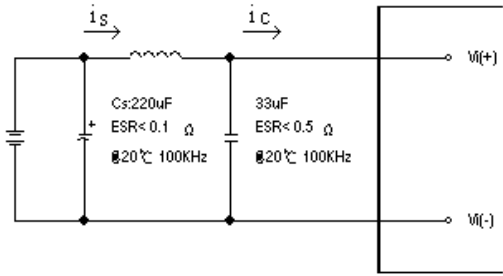 is
ic
Vi(+)
Cs:220uF
ESR< 0.1 Ω
@20℃ 100KHz
+
33uF
ESR< 0.5 Ω
@20℃ 100KHz
Vi(-)